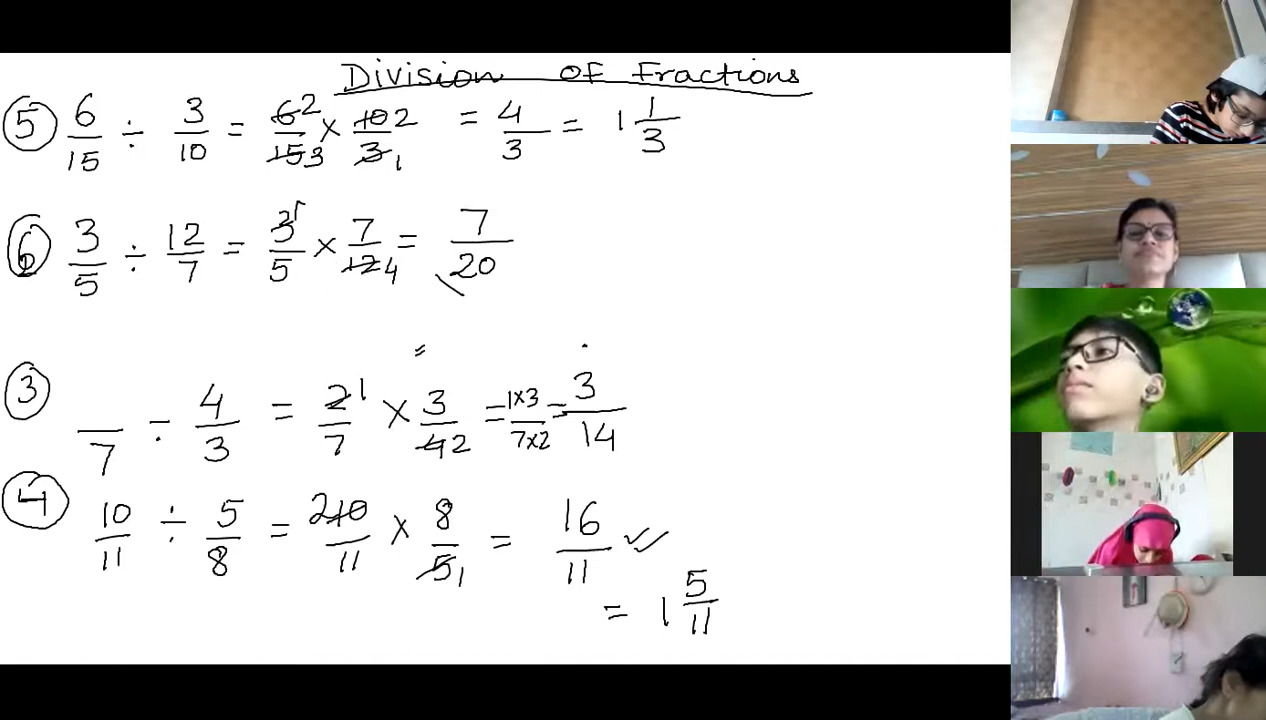 Division of Fractions
⑤ 6/15 ÷ 3/10 = 6 2/15 3 × 10 2/3 1 = 4/3 = 1 1/3
⑥ 3/5 ÷ 12/7 = 3 1/5 × 7/12 4 = 7/20
③ /7 ÷ 4/3 = 2 1/7 × 3/4 2 = 1×3/7×2 = 3/14
④ 10/11 ÷ 5/8 = 2 10/11 × 8/5 1 = 16/11
= 1 5/11